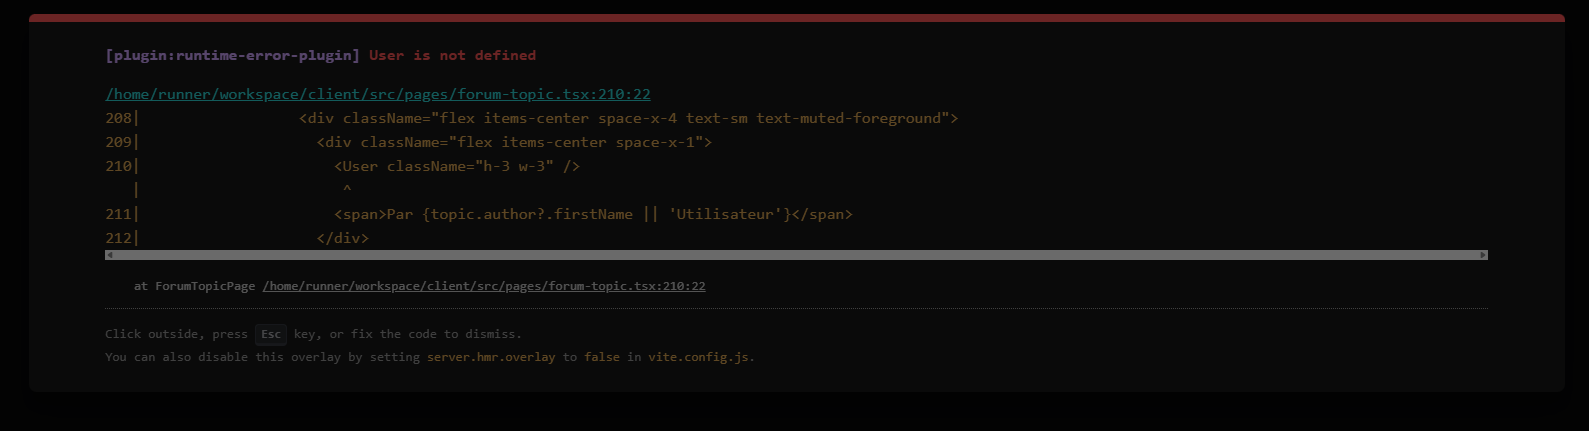 [plugin:runtime-error-plugin] User is not defined
/home/runner/workspace/client/src/pages/forum-topic.tsx:210:22
208|                  <div className="flex items-center space-x-4 text-sm text-muted-foreground">
209|                    <div className="flex items-center space-x-1">
210|                      <User className="h-3 w-3" />
   |                       ^
211|                      <span>Par {topic.author?.firstName || 'Utilisateur'}</span>
212|                    </div>
at ForumTopicPage /home/runner/workspace/client/src/pages/forum-topic.tsx:210:22
Click outside, press Esc key, or fix the code to dismiss.
You can also disable this overlay by setting server.hmr.overlay to false in vite.config.js.